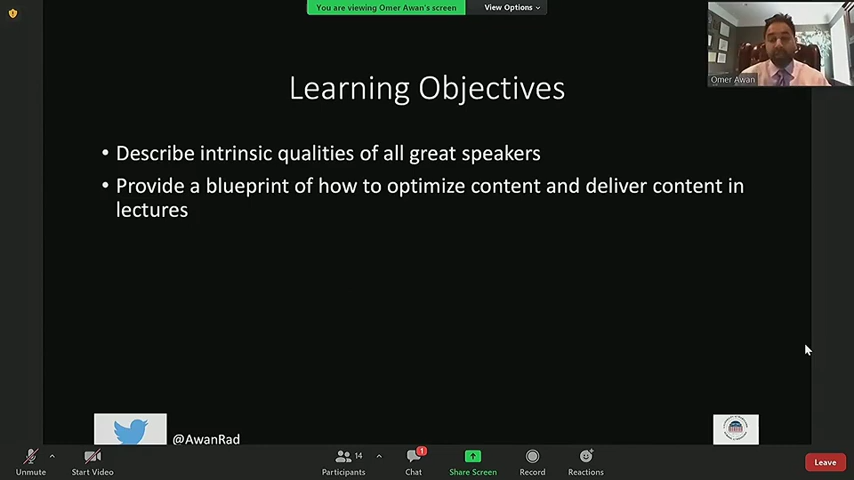 You are viewing Omer Awan's screen
View Options
Omer Awan
Learning Objectives
• Describe intrinsic qualities of all great speakers
• Provide a blueprint of how to optimize content and deliver content in
lectures
@AwanRad
Unmute
Start Video
14
Participants
1
Chat
Share Screen
Record
Reactions
Leave